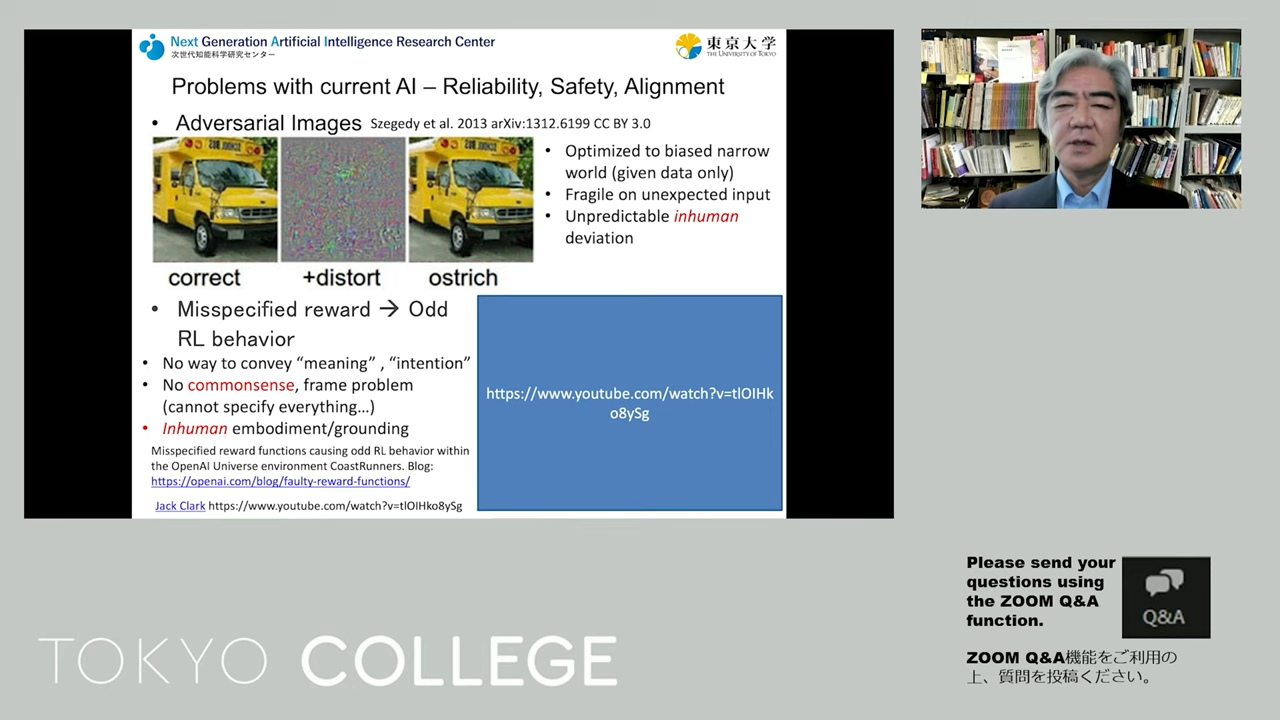 Next Generation Artificial Intelligence Research Center
次世代知能科学研究センター
東京大学
THE UNIVERSITY OF TOKYO
Problems with current AI – Reliability, Safety, Alignment
• Adversarial Images Szegedy et al. 2013 arXiv:1312.6199 CC BY 3.0
correct
+distort
ostrich
• Optimized to biased narrow
world (given data only)
• Fragile on unexpected input
• Unpredictable inhuman
deviation
• Misspecified reward → Odd
RL behavior
• No way to convey “meaning” , “intention”
• No commonsense, frame problem
(cannot specify everything…)
• Inhuman embodiment/grounding
Misspecified reward functions causing odd RL behavior within
the OpenAI Universe environment CoastRunners. Blog:
https://openai.com/blog/faulty-reward-functions/
Jack Clark https://www.youtube.com/watch?v=tlOIHko8ySg
https://www.youtube.com/watch?v=tlOIHk
o8ySg
Please send your
questions using
the ZOOM Q&A
function.
Q&A
ZOOM Q&A機能をご利用の
上、質問を投稿ください。
TOKYO COLLEGE